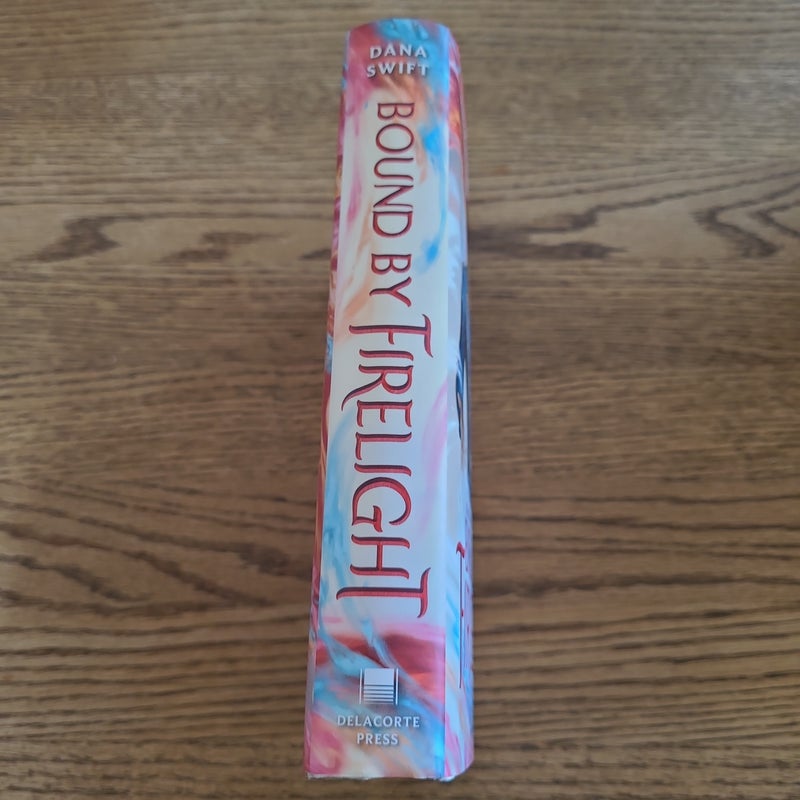 DANA
SWIFT
BOUND BY FIRELIGHT
DELACORTE
PRESS